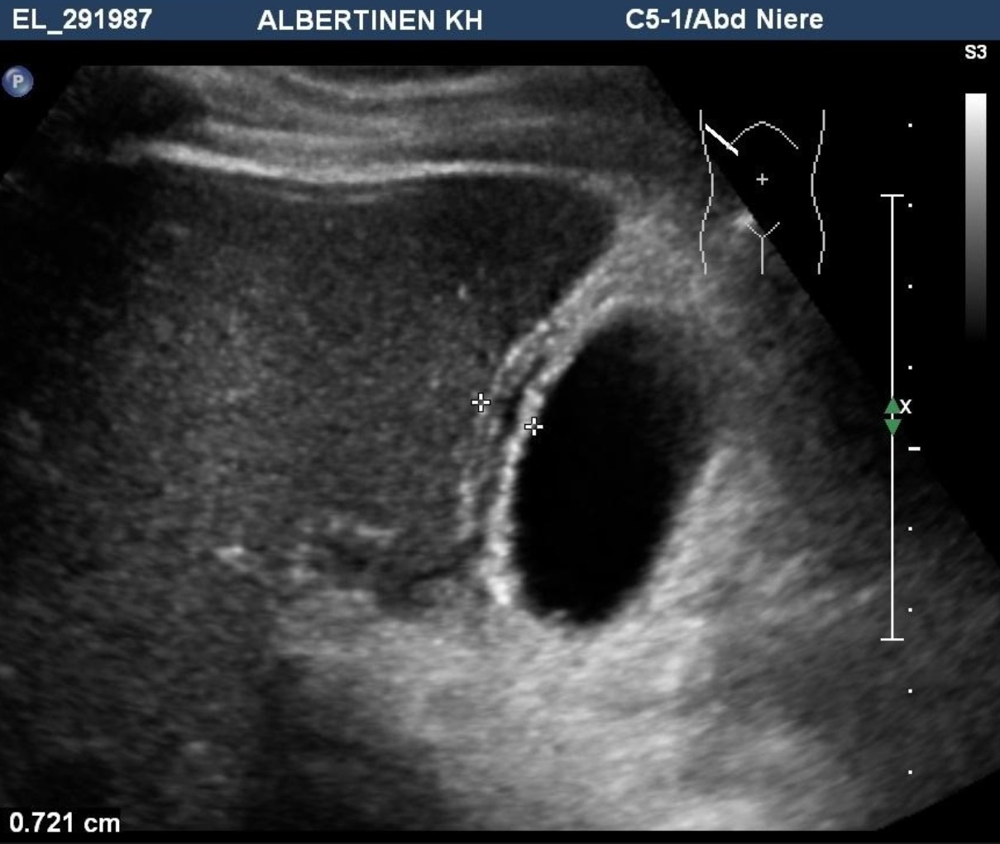 EL_291987 ALBERTINEN KH C5-1/Abd Niere
S3
P
X
0.721 cm